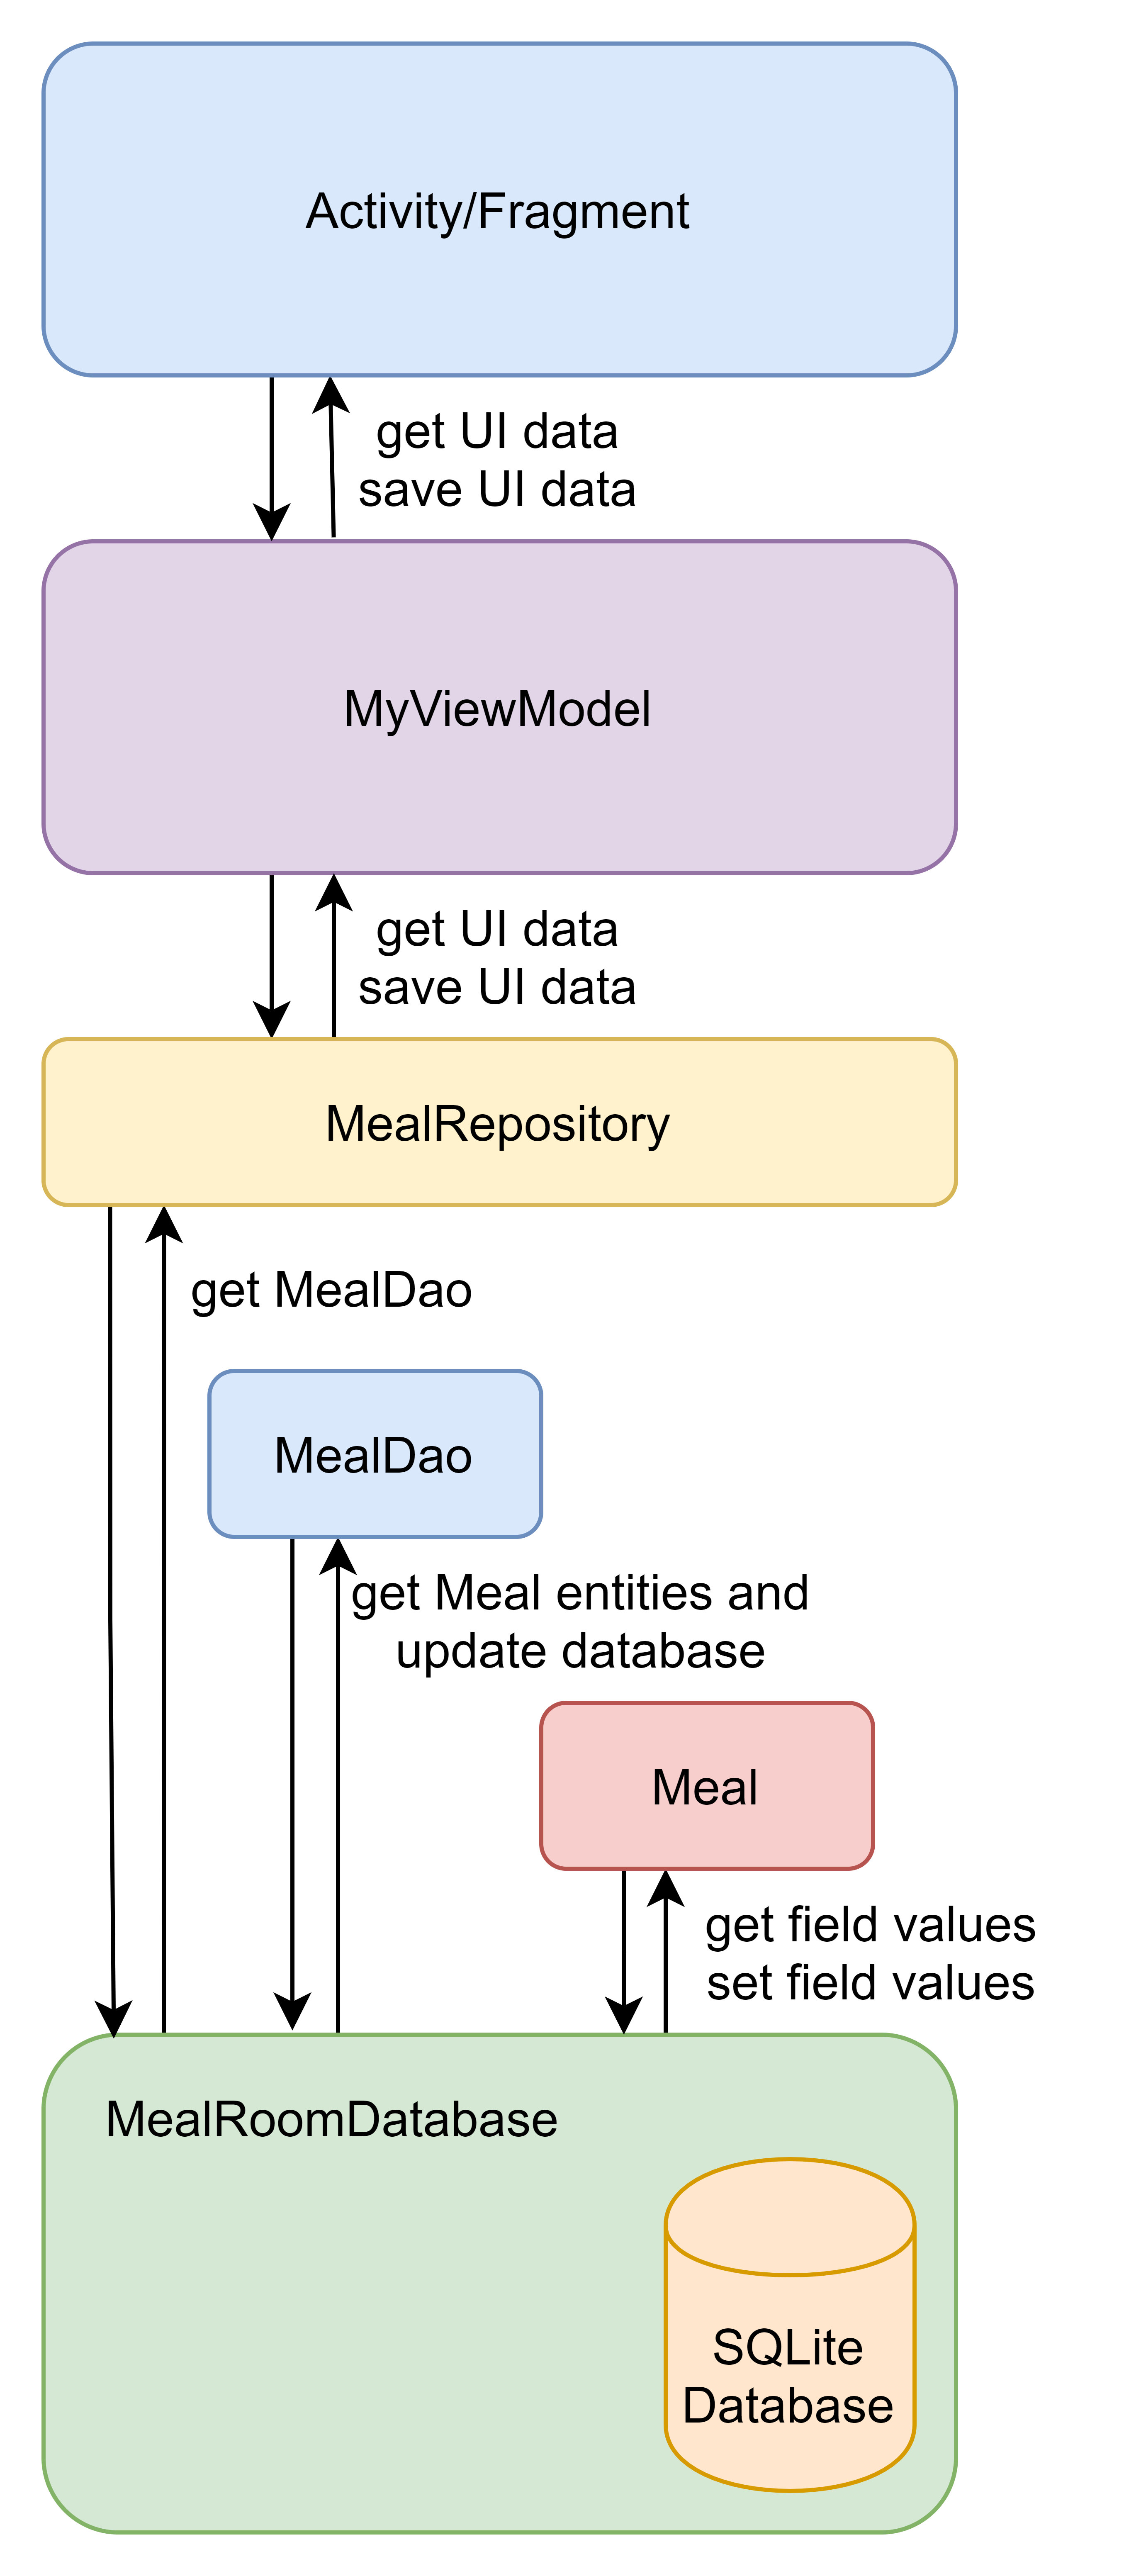 Activity/Fragment
get UI data
save UI data
MyViewModel
get UI data
save UI data
MealRepository
get MealDao
MealDao
get Meal entities and
update database
Meal
get field values
set field values
MealRoomDatabase
SQLite
Database